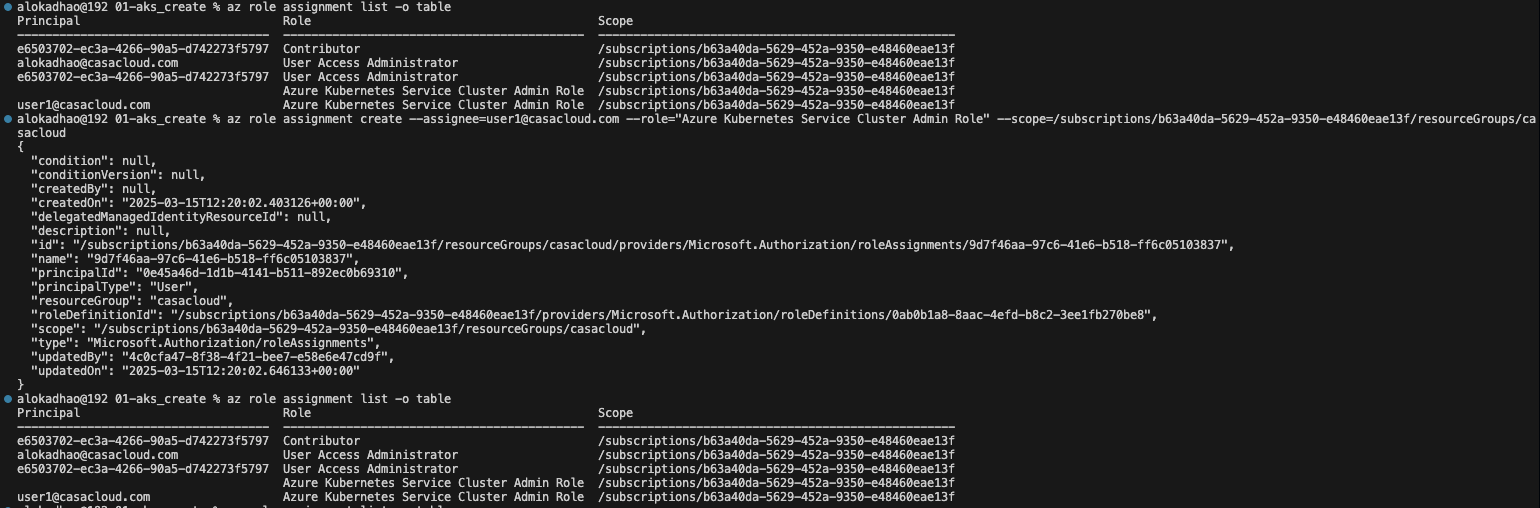 alokadhao@192 01-aks_create % az role assignment list -o table
Principal Role Scope
e6503702-ec3a-4266-90a5-d742273f5797 Contributor /subscriptions/b63a40da-5629-452a-9350-e48460eae13f
alokadhao@casacloud.com User Access Administrator /subscriptions/b63a40da-5629-452a-9350-e48460eae13f
e6503702-ec3a-4266-90a5-d742273f5797 User Access Administrator /subscriptions/b63a40da-5629-452a-9350-e48460eae13f
Azure Kubernetes Service Cluster Admin Role /subscriptions/b63a40da-5629-452a-9350-e48460eae13f
user1@casacloud.com Azure Kubernetes Service Cluster Admin Role /subscriptions/b63a40da-5629-452a-9350-e48460eae13f
alokadhao@192 01-aks_create % az role assignment create --assignee=user1@casacloud.com --role="Azure Kubernetes Service Cluster Admin Role" --scope=/subscriptions/b63a40da-5629-452a-9350-e48460eae13f/resourceGroups/ca
sacloud
{
"condition": null,
"conditionVersion": null,
"createdBy": null,
"createdOn": "2025-03-15T12:20:02.403126+00:00",
"delegatedManagedIdentityResourceId": null,
"description": null,
"id": "/subscriptions/b63a40da-5629-452a-9350-e48460eae13f/resourceGroups/casacloud/providers/Microsoft.Authorization/roleAssignments/9d7f46aa-97c6-41e6-b518-ff6c05103837",
"name": "9d7f46aa-97c6-41e6-b518-ff6c05103837",
"principalId": "0e45a46d-1d1b-4141-b511-892ec0b69310",
"principalType": "User",
"resourceGroup": "casacloud",
"roleDefinitionId": "/subscriptions/b63a40da-5629-452a-9350-e48460eae13f/providers/Microsoft.Authorization/roleDefinitions/0ab0b1a8-8aac-4efd-b8c2-3ee1fb270be8",
"scope": "/subscriptions/b63a40da-5629-452a-9350-e48460eae13f/resourceGroups/casacloud",
"type": "Microsoft.Authorization/roleAssignments",
"updatedBy": "4c0cfa47-8f38-4f21-bee7-e58e6e47cd9f",
"updatedOn": "2025-03-15T12:20:02.646133+00:00"
}
alokadhao@192 01-aks_create % az role assignment list -o table
Principal Role Scope
e6503702-ec3a-4266-90a5-d742273f5797 Contributor /subscriptions/b63a40da-5629-452a-9350-e48460eae13f
alokadhao@casacloud.com User Access Administrator /subscriptions/b63a40da-5629-452a-9350-e48460eae13f
e6503702-ec3a-4266-90a5-d742273f5797 User Access Administrator /subscriptions/b63a40da-5629-452a-9350-e48460eae13f
Azure Kubernetes Service Cluster Admin Role /subscriptions/b63a40da-5629-452a-9350-e48460eae13f
user1@casacloud.com Azure Kubernetes Service Cluster Admin Role /subscriptions/b63a40da-5629-452a-9350-e48460eae13f